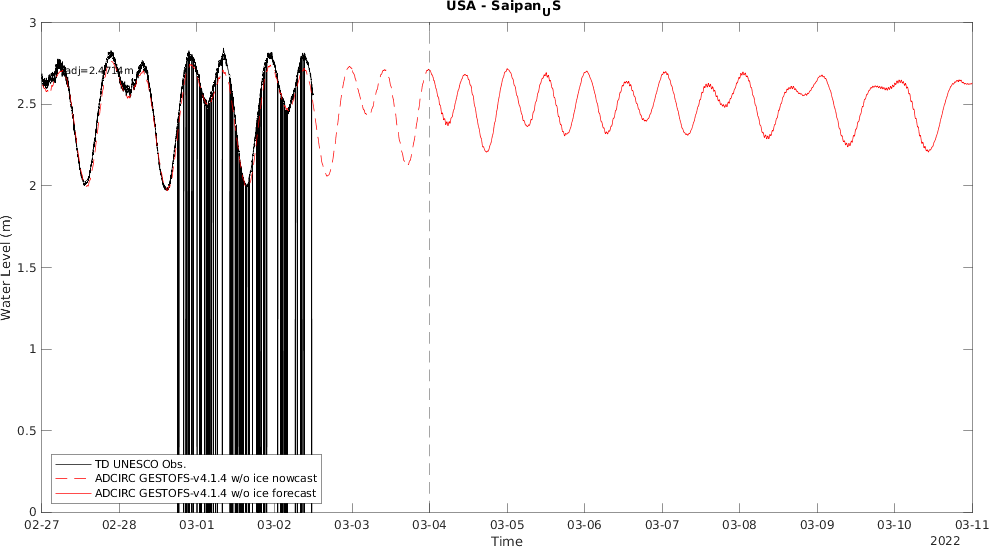 USA - Saipan_US
3
adj=2.4714m
2.5
2
1.5
1
0.5
0
Water Level (m)
TD UNESCO Obs.
ADCIRC GESTOFS-v4.1.4 w/o ice nowcast
ADCIRC GESTOFS-v4.1.4 w/o ice forecast
02-27 02-28 03-01 03-02 03-03 03-04 03-05 03-06 03-07 03-08 03-09 03-10 03-11
Time
2022